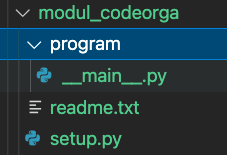 modul_codeorga
program
__main__.py
readme.txt
setup.py